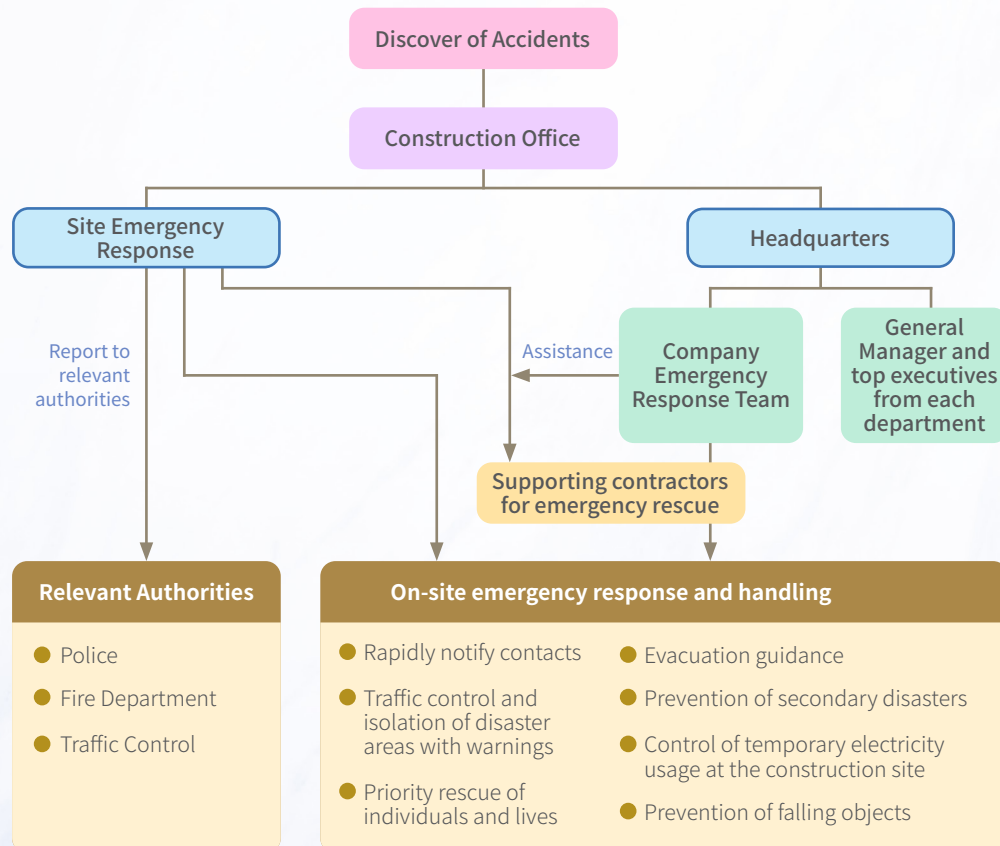 Discover of Accidents
Construction Office
Site Emergency
Response
Headquarters
Report to
relevant
authorities
Assistance
Company
Emergency
Response Team
General
Manager and
top executives
from each
department
Supporting contractors
for emergency rescue
Relevant Authorities
Police
Fire Department
Traffic Control
On-site emergency response and handling
Rapidly notify contacts
Traffic control and
isolation of disaster
areas with warnings
Priority rescue of
individuals and lives
Evacuation guidance
Prevention of secondary disasters
Control of temporary electricity
usage at the construction site
Prevention of falling objects